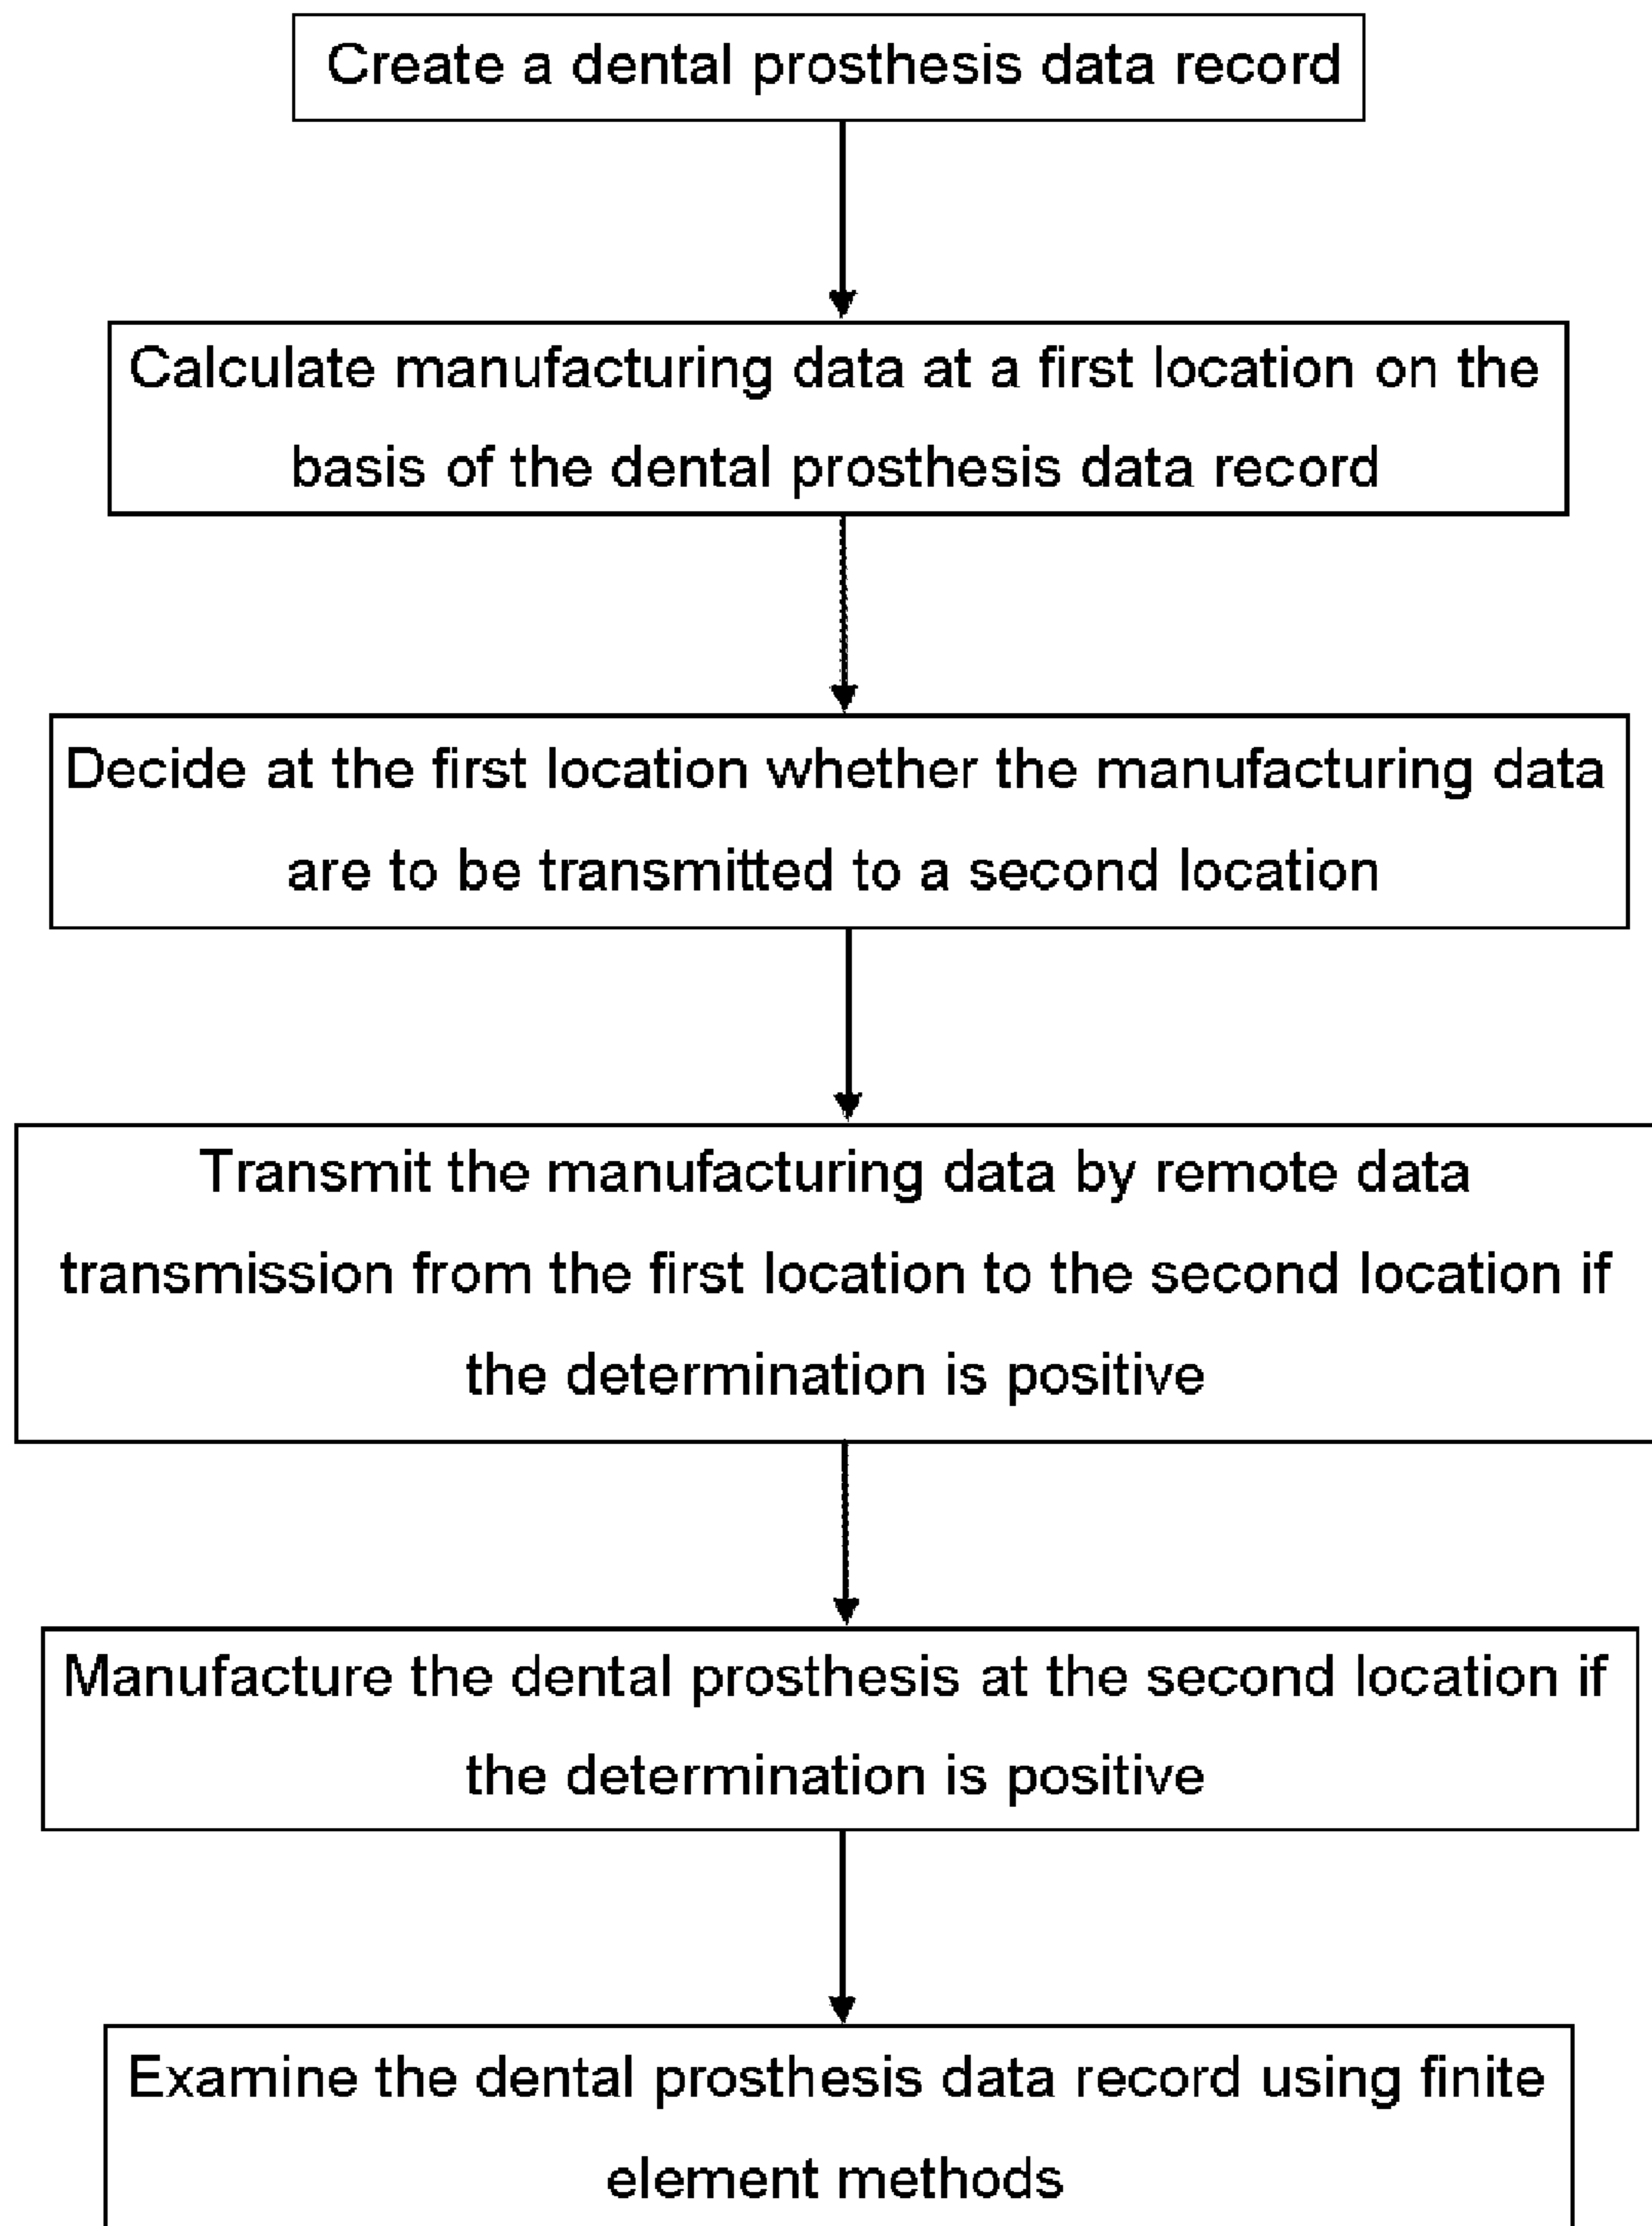 Create a dental prosthesis data record
Calculate manufacturing data at a first location on the
basis of the dental prosthesis data record
Decide at the first location whether the manufacturing data
are to be transmitted to a second location
Transmit the manufacturing data by remote data
transmission from the first location to the second location if
the determination is positive
Manufacture the dental prosthesis at the second location if
the determination is positive
Examine the dental prosthesis data record using finite
element methods